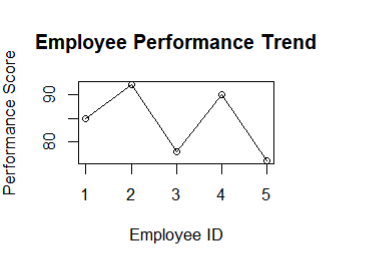 Employee Performance Trend
Performance Score
90
80
1 2 3 4 5
Employee ID